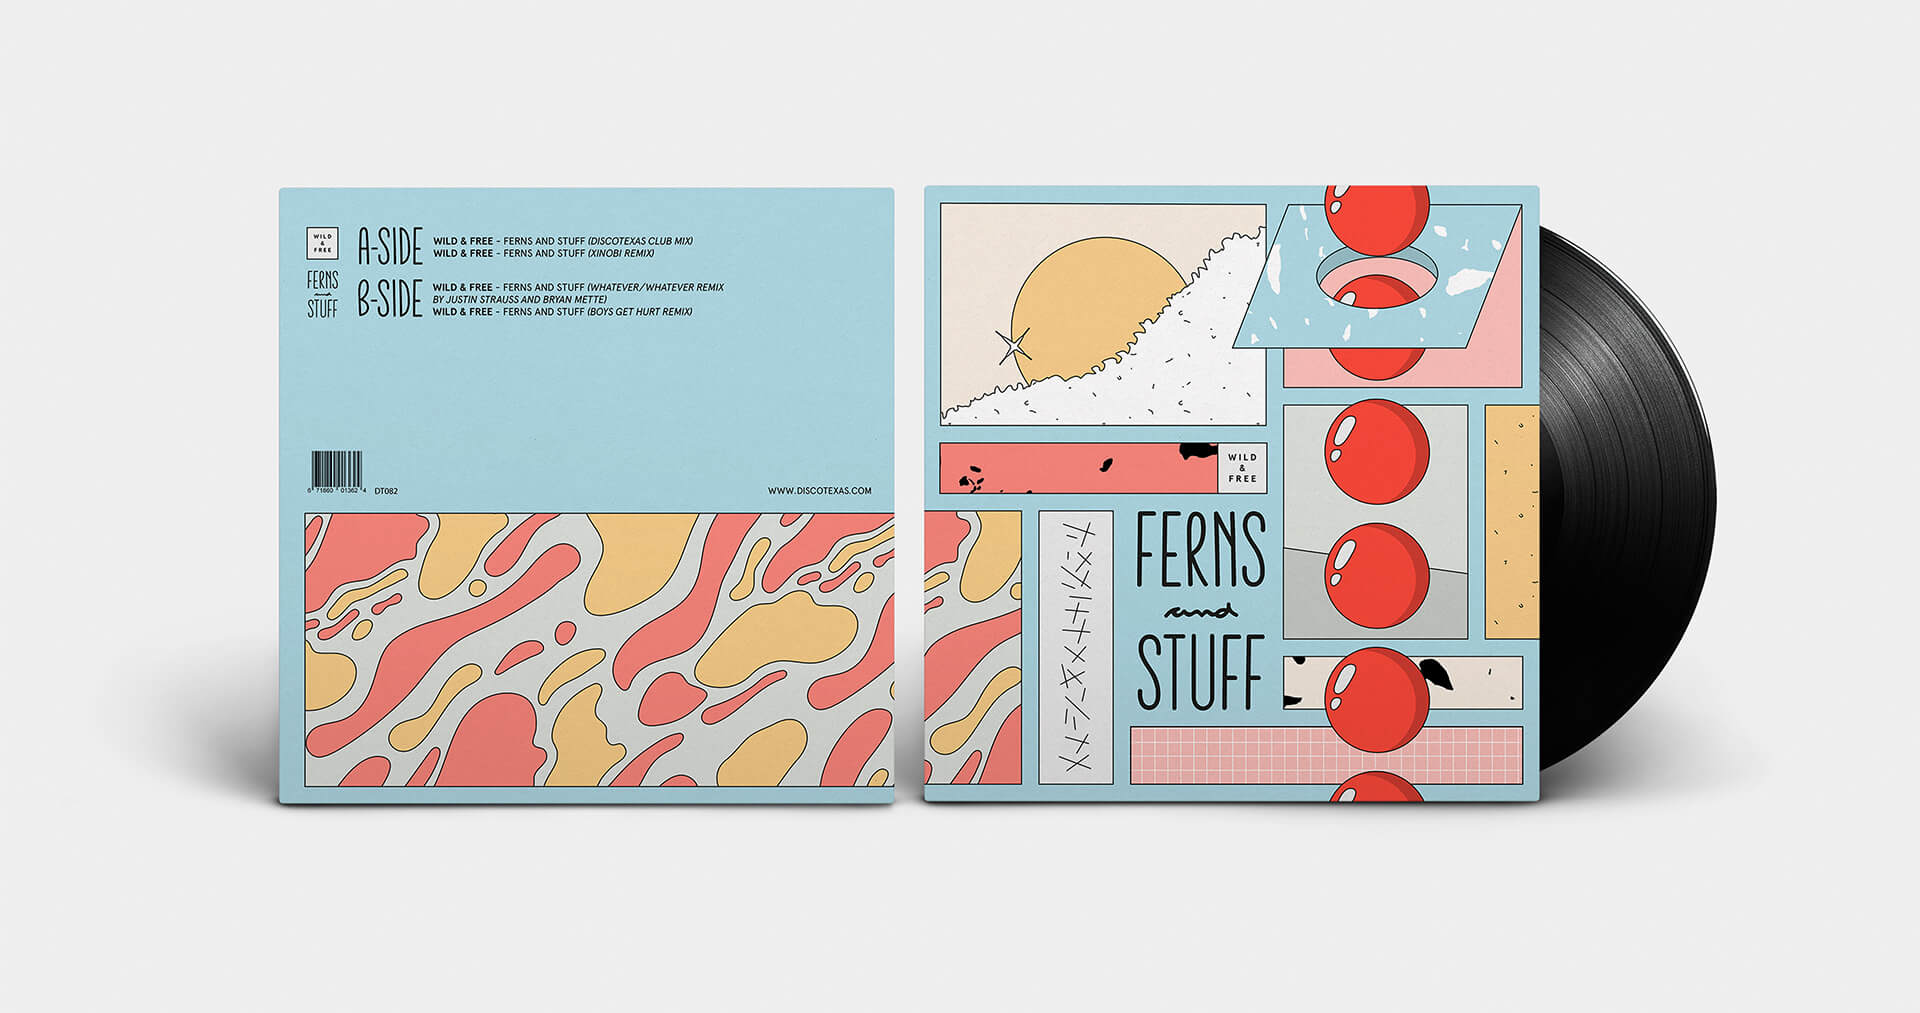 WILD
&
FREE
FERNS
and
STUFF
A-SIDE
WILD & FREE - FERNS AND STUFF (DISCOTEXAS CLUB MIX)
WILD & FREE - FERNS AND STUFF (XINOBI REMIX)
B-SIDE
WILD & FREE - FERNS AND STUFF (WHATEVER/WHATEVER REMIX
BY JUSTIN STRAUSS AND BRYAN METTE)
WILD & FREE - FERNS AND STUFF (BOYS GET HURT REMIX)
6 71860 01362 4
DT082
WWW.DISCOTEXAS.COM
WILD
&
FREE
FERNS
and
STUFF